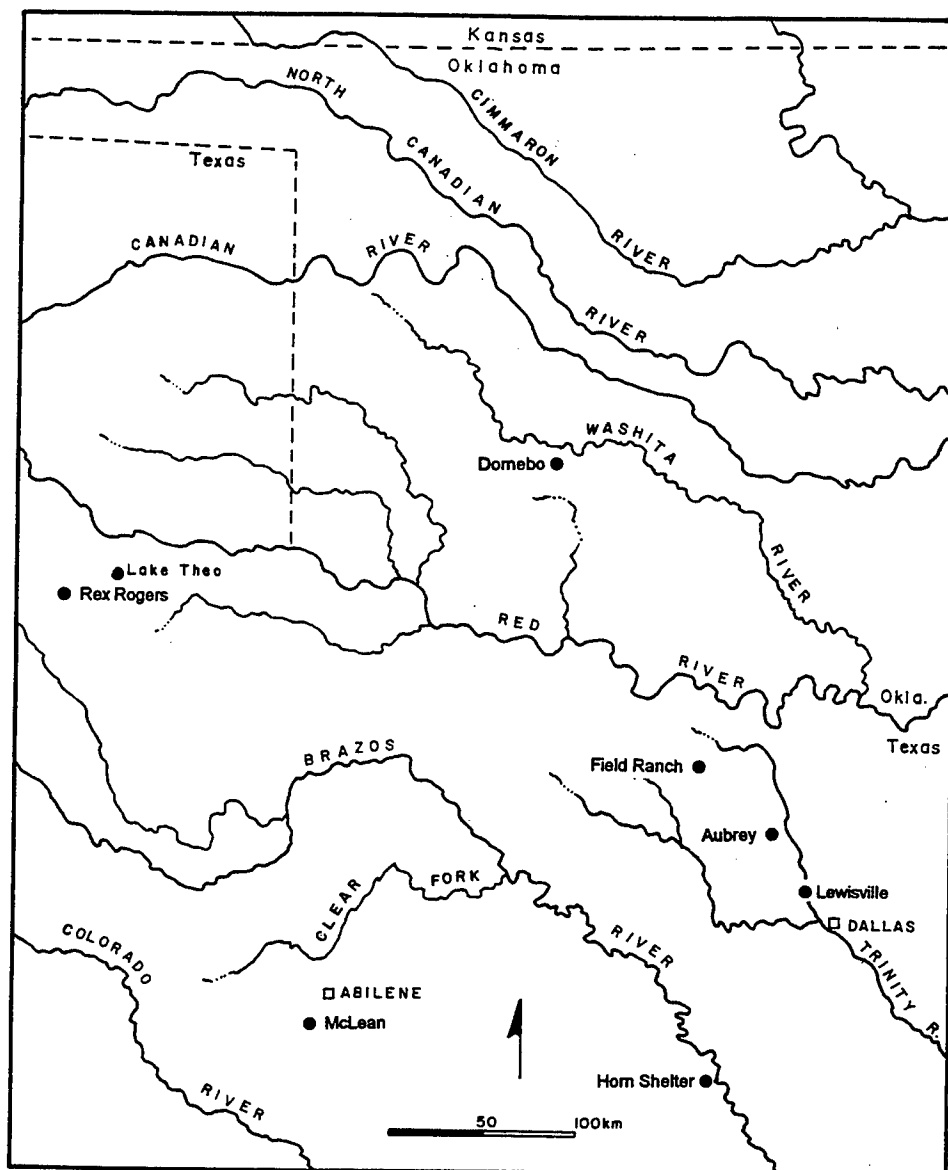 Kansas
Oklahoma
NORTH CANADIAN RIVER
CIMMARON RIVER
Texas
CANADIAN RIVER
WASHITA RIVER
Domebo
Lake Theo
Rex Rogers
RED RIVER
Okla.
Texas
BRAZOS RIVER
Field Ranch
Aubrey
CLEAR FORK
Lewisville
DALLAS
COLORADO RIVER
TRINITY R.
ABILENE
McLean
Horn Shelter
50 100km